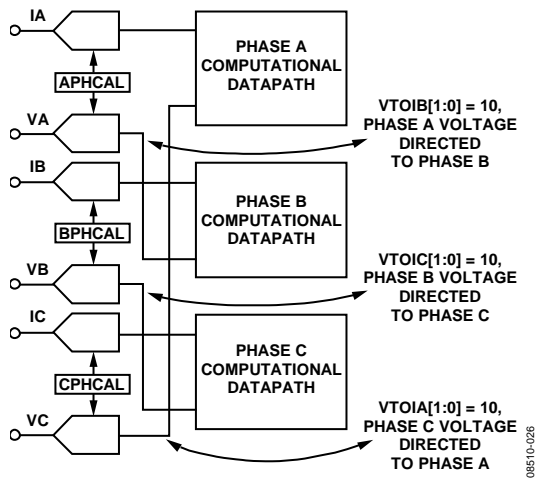 IA
PHASE A
COMPUTATIONAL
DATAPATH
APHCAL
VA
VTOIB[1:0] = 10,
PHASE A VOLTAGE
DIRECTED
TO PHASE B
IB
PHASE B
COMPUTATIONAL
DATAPATH
BPHCAL
VB
VTOIC[1:0] = 10,
PHASE B VOLTAGE
DIRECTED
TO PHASE C
IC
PHASE C
COMPUTATIONAL
DATAPATH
CPHCAL
VC
VTOIA[1:0] = 10,
PHASE C VOLTAGE
DIRECTED
TO PHASE A
08510-026